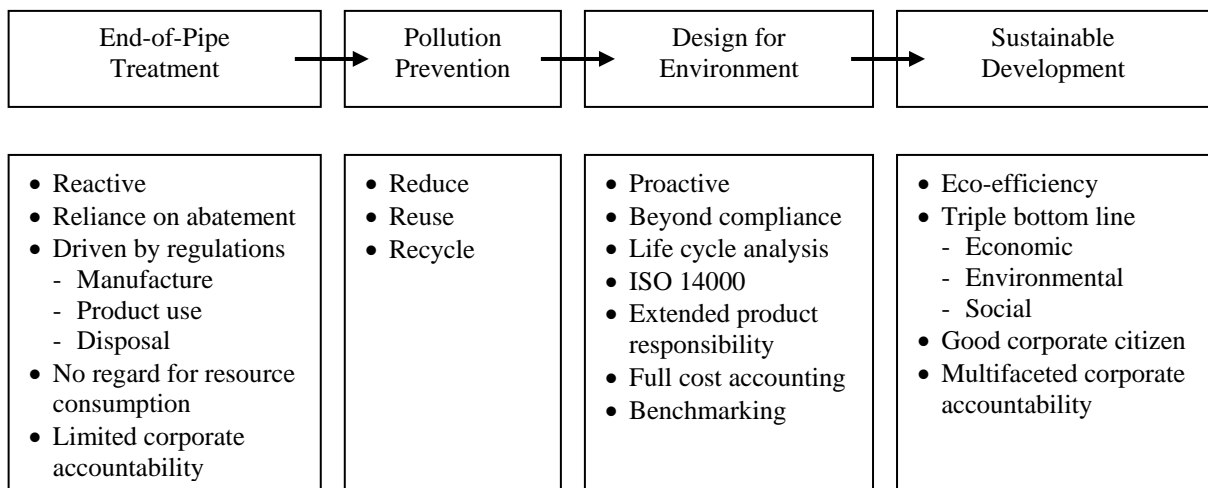 End-of-Pipe
Treatment
Pollution
Prevention
Design for
Environment
Sustainable
Development
• Reactive
• Reliance on abatement
• Driven by regulations
- Manufacture
- Product use
- Disposal
• No regard for resource
consumption
• Limited corporate
accountability
• Reduce
• Reuse
• Recycle
• Proactive
• Beyond compliance
• Life cycle analysis
• ISO 14000
• Extended product
responsibility
• Full cost accounting
• Benchmarking
• Eco-efficiency
• Triple bottom line
- Economic
- Environmental
- Social
• Good corporate citizen
• Multifaceted corporate
accountability